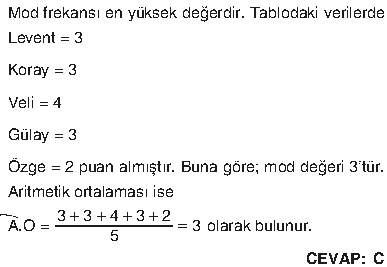 Mod frekansı en yüksek değerdir. Tablodaki verilerde
Levent = 3
Koray = 3
Veli = 4
Gülay = 3
Özge = 2 puan almıştır. Buna göre; mod değeri 3'tür.
Aritmetik ortalaması ise
A.O = 3 + 3 + 4 + 3 + 2 / 5 = 3 olarak bulunur.
CEVAP: C